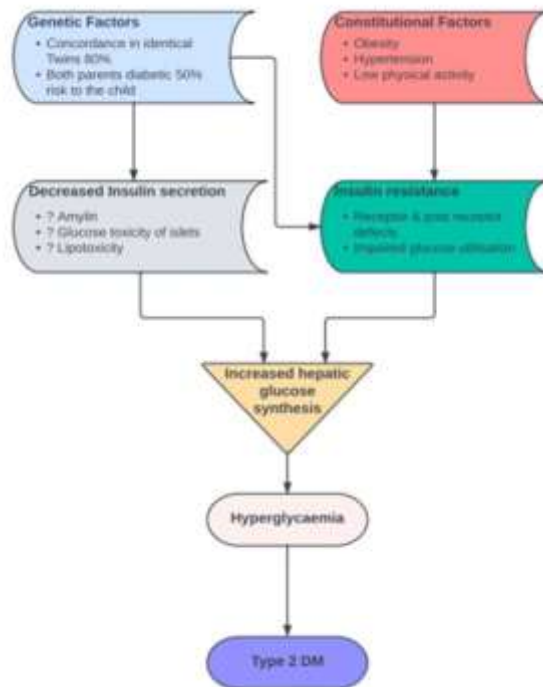 Genetic Factors
• Concordance in identical
Twins 80%
• Both parents diabetic 50%
risk to the child
Constitutional Factors
• Obesity
• Hypertension
• Low physical activity
Decreased Insulin secretion
• ? Amylin
• ? Glucose toxicity of islets
• ? Lipotoxicity
Insulin resistance
• Receptor & post receptor
defects
• Impaired glucose utilisation
Increased hepatic
glucose
synthesis
Hyperglycaemia
Type 2 DM